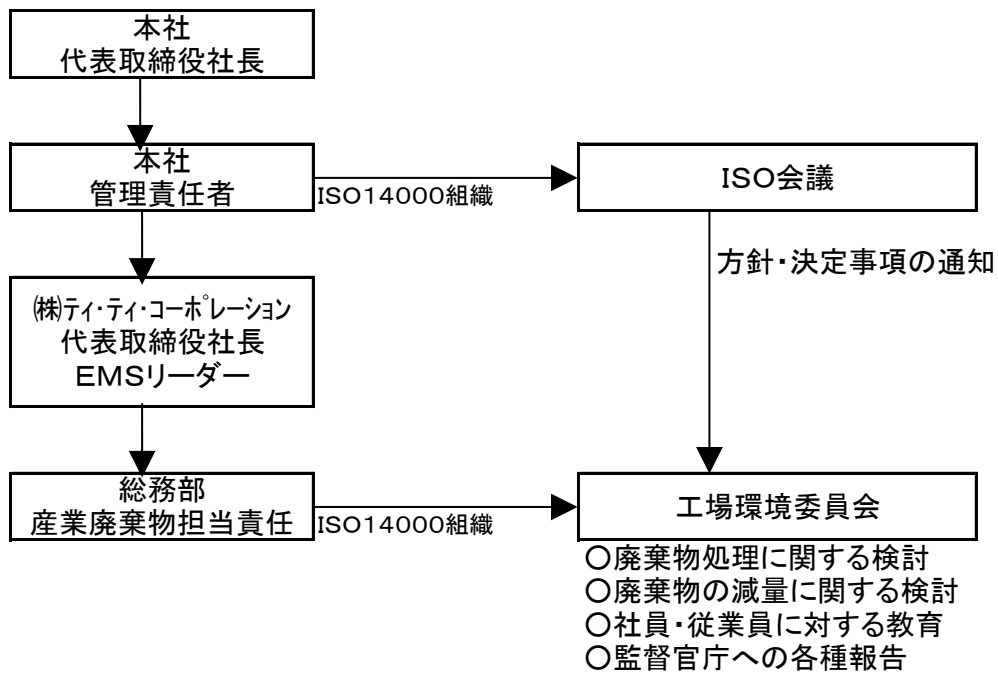 本社
代表取締役社長
本社
管理責任者
ISO14000組織
ISO会議
方針・決定事項の通知
㈱ﾃｨ･ﾃｨ･ｺｰﾎﾟﾚｰｼｮﾝ
代表取締役社長
EMSリーダー
総務部
産業廃棄物担当責任
ISO14000組織
工場環境委員会
○廃棄物処理に関する検討
○廃棄物の減量に関する検討
○社員・従業員に対する教育
○監督官庁への各種報告